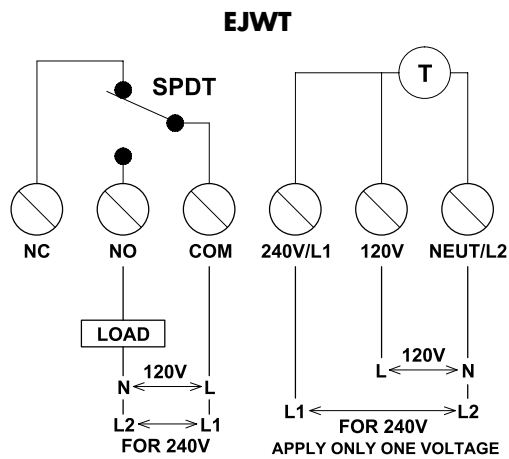 EJWT
SPDT
T
NC NO COM 240V/L1 120V NEUT/L2
LOAD
120V
N L
L2 L1
FOR 240V
120V
L N
L1 L2
FOR 240V
APPLY ONLY ONE VOLTAGE